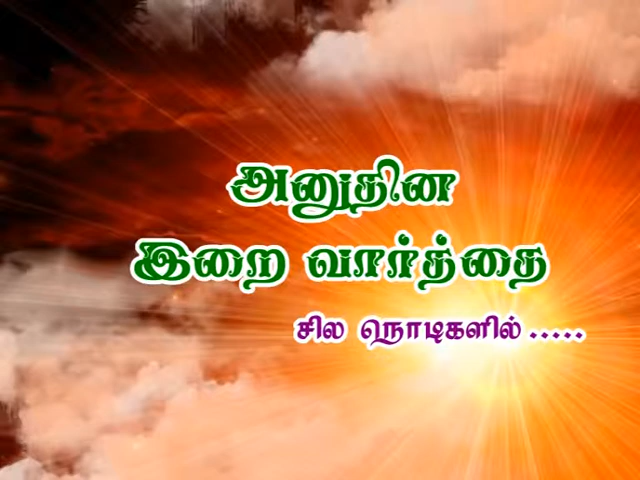 அனுதின
இறை வார்த்தை
சில நொடிகளில் .....